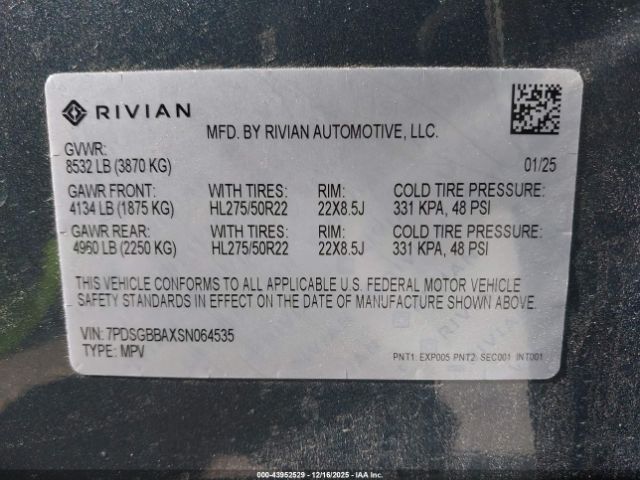 RIVIAN
MFD. BY RIVIAN AUTOMOTIVE, LLC.
GVWR:
8532 LB (3870 KG) 01/25
GAWR FRONT: WITH TIRES: RIM: COLD TIRE PRESSURE:
4134 LB (1875 KG) HL275/50R22 22X8.5J 331 KPA, 48 PSI
GAWR REAR: WITH TIRES: RIM: COLD TIRE PRESSURE:
4960 LB (2250 KG) HL275/50R22 22X8.5J 331 KPA, 48 PSI
THIS VEHICLE CONFORMS TO ALL APPLICABLE U.S. FEDERAL MOTOR VEHICLE
SAFETY STANDARDS IN EFFECT ON THE DATE OF MANUFACTURE SHOWN ABOVE.
VIN: 7PDSGBBAXSN064535
TYPE: MPV PNT1: EXP005 PNT2: SEC001 INT001
000-43952529 - 12/16/2025 - IAA Inc.